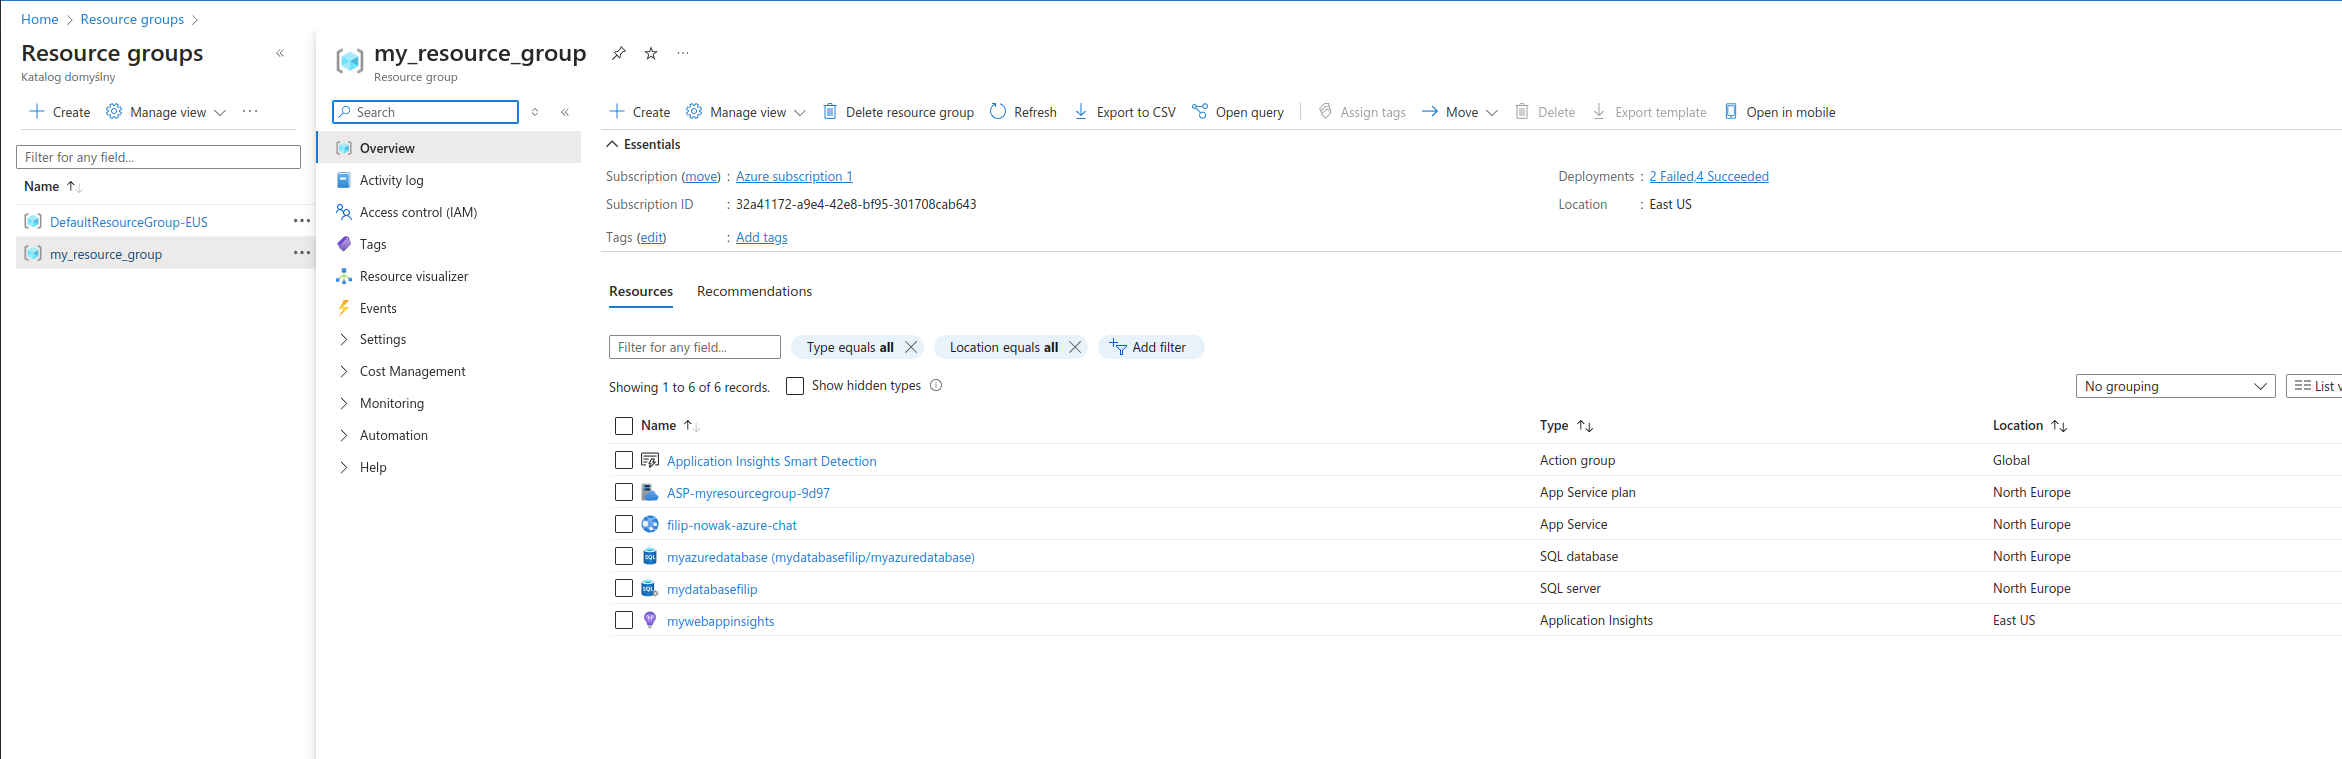 Home > Resource groups >
Resource groups
Katalog domyślny
Create Manage view
Filter for any field...
Name
DefaultResourceGroup-EUS
my_resource_group
my_resource_group
Resource group
Search
Overview
Activity log
Access control (IAM)
Tags
Resource visualizer
Events
Settings
Cost Management
Monitoring
Automation
Help
Create Manage view Delete resource group Refresh Export to CSV Open query Assign tags Move Delete Export template Open in mobile
Essentials
Subscription (move) : Azure subscription 1
Subscription ID : 32a41172-a9e4-42e8-bf95-301708cab643
Tags (edit) : Add tags
Deployments : 2 Failed,4 Succeeded
Location : East US
Resources Recommendations
Filter for any field... Type equals all Location equals all Add filter
Showing 1 to 6 of 6 records. Show hidden types No grouping List v
Name Type Location
Application Insights Smart Detection Action group Global
ASP-myresourcegroup-9d97 App Service plan North Europe
filip-nowak-azure-chat App Service North Europe
myazuredatabase (mydatabasefilip/myazuredatabase) SQL database North Europe
mydatabasefilip SQL server North Europe
mywebappinsights Application Insights East US